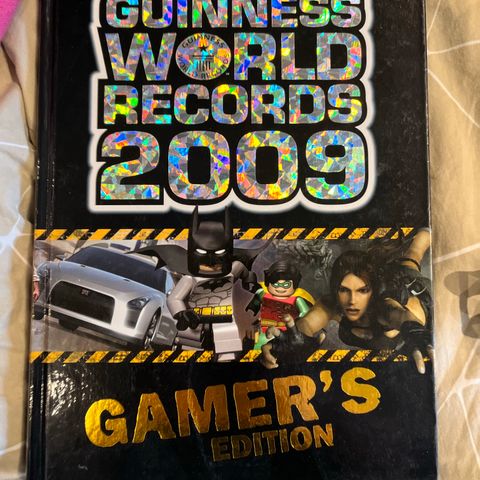 GUINNESS
WORLD
RECORDS
2009
GAMER'S
EDITION